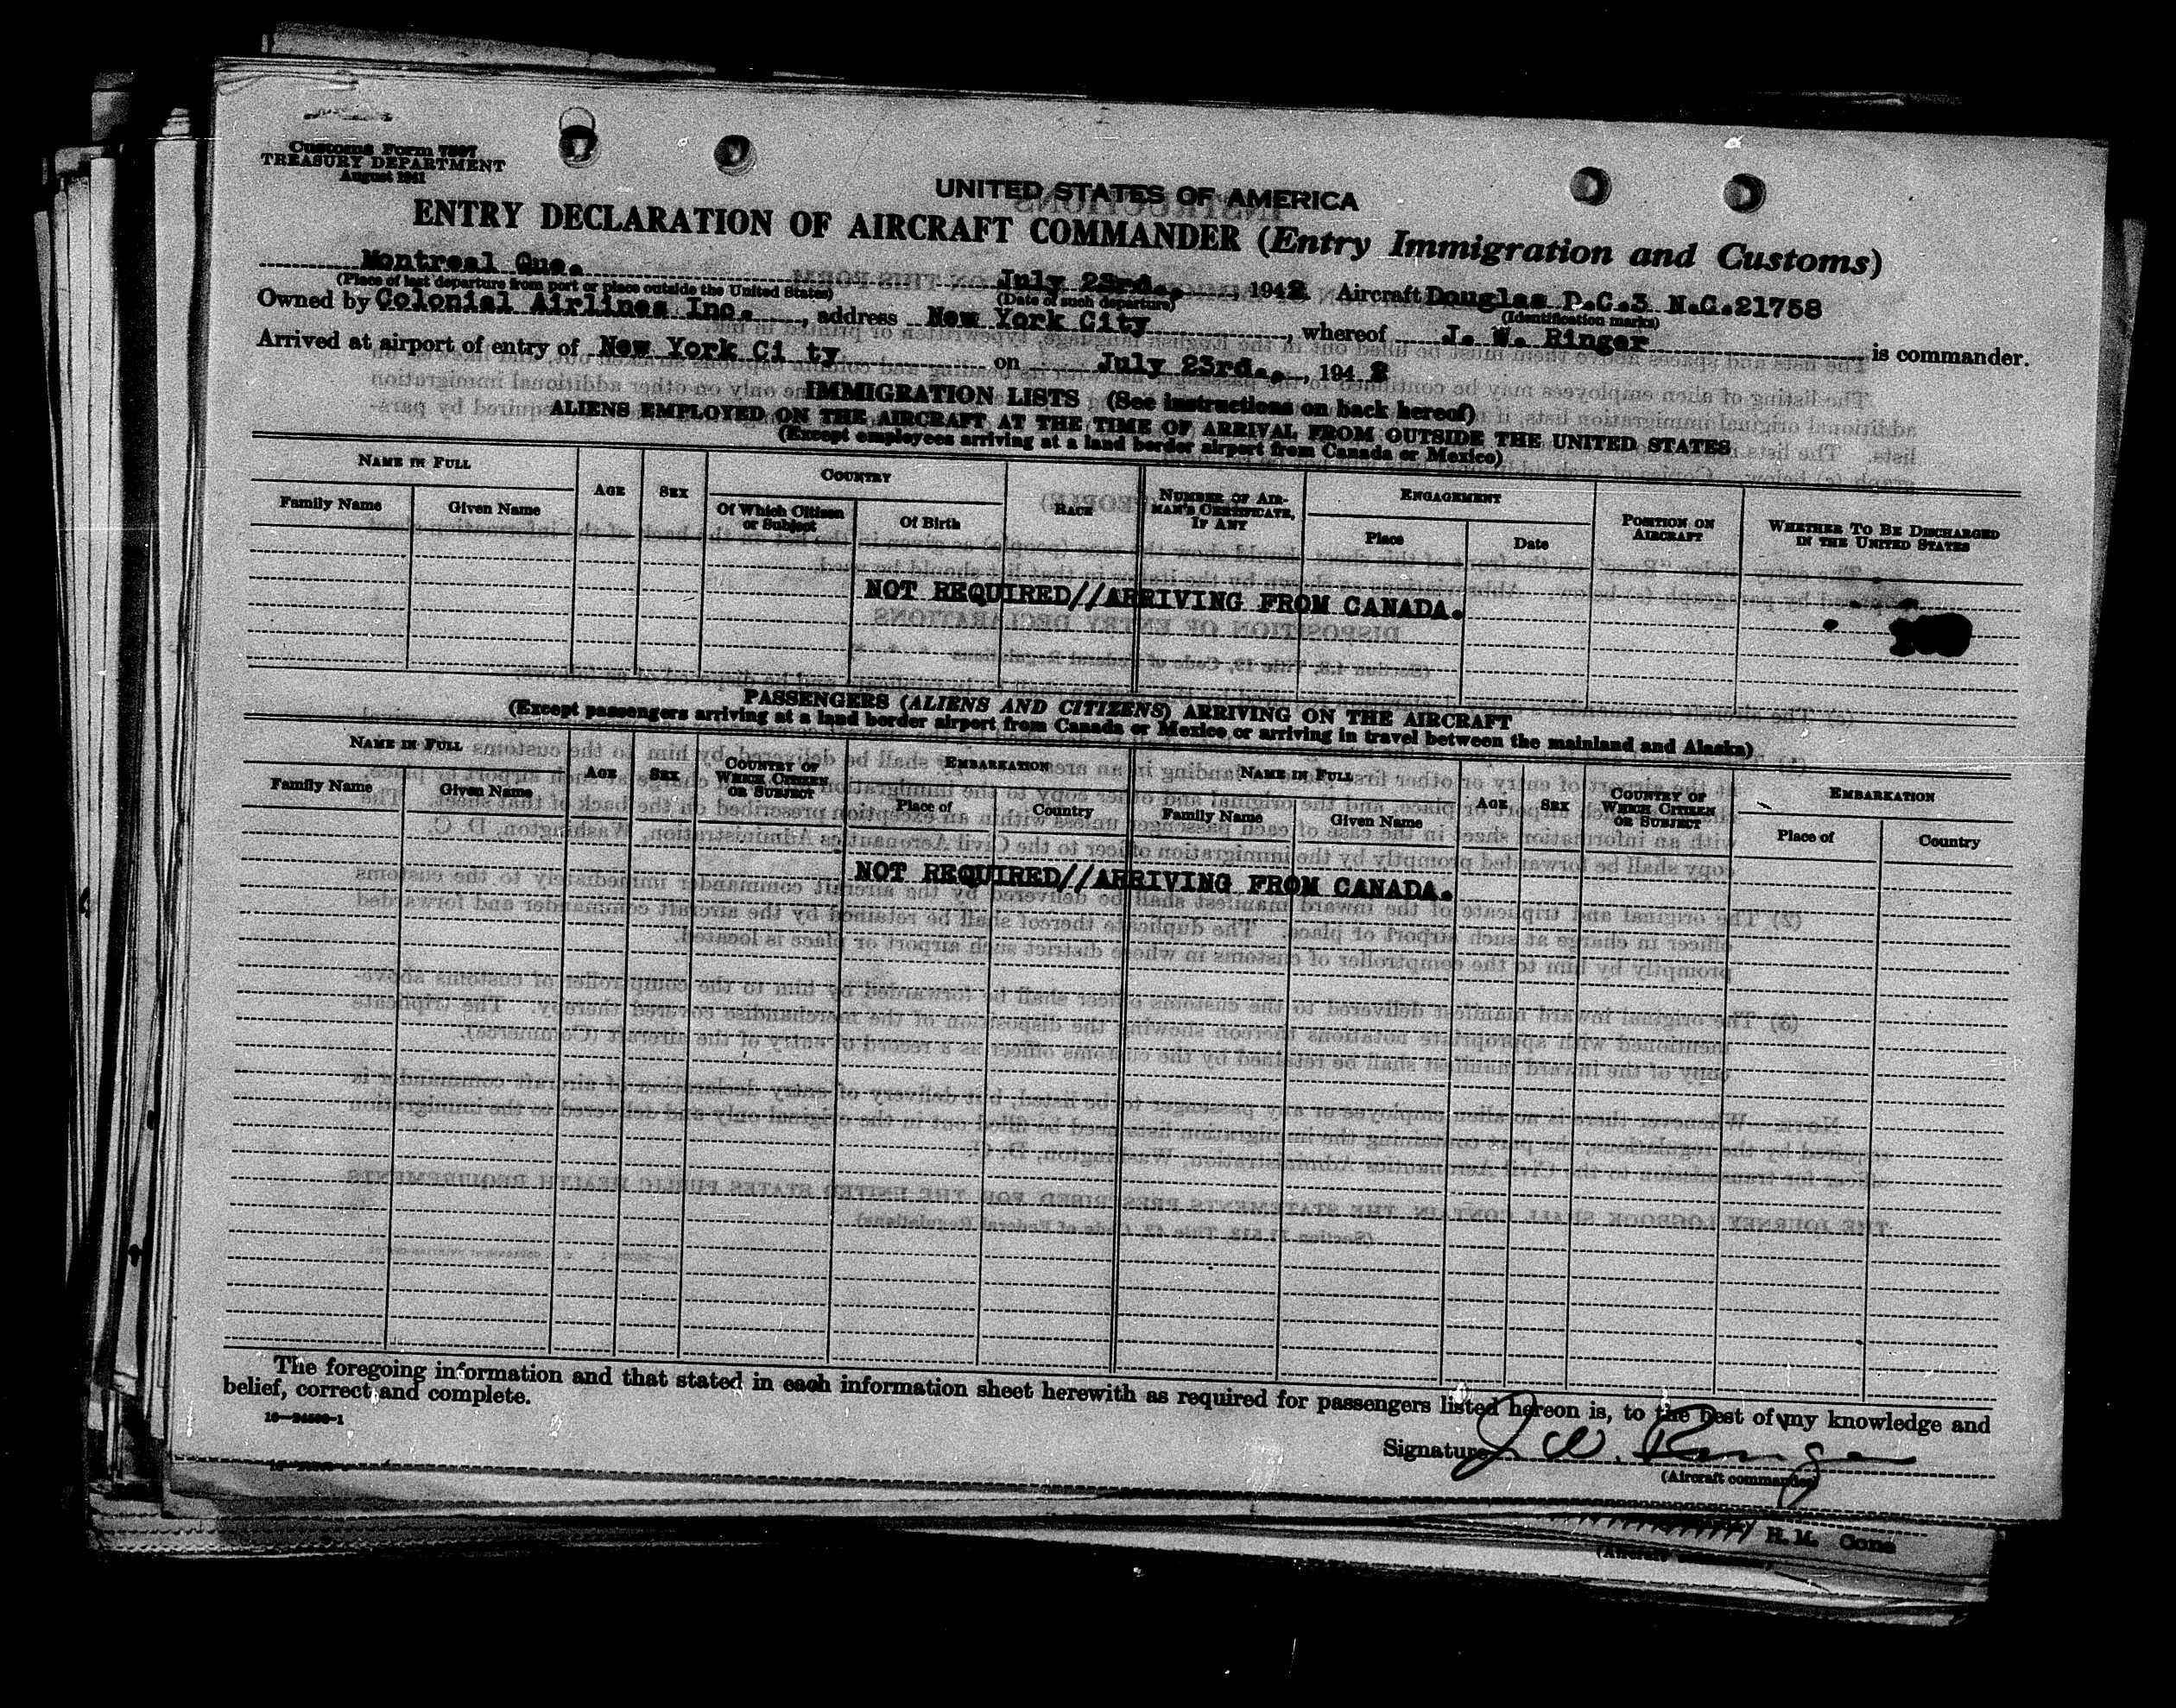 Customs Form 7507
TREASURY DEPARTMENT
August 1941
UNITED STATES OF AMERICA
ENTRY DECLARATION OF AIRCRAFT COMMANDER (Entry Immigration and Customs)
Montreal Que. July 23rd., 1942. Aircraft Douglas D.C.3 N.C.21758
(Place of last departure from port or place outside the United States) (Date of such departure) (Identification marks)
Owned by Colonial Airlines Inc., address New York City, whereof J. W. Ringer is commander.
Arrived at airport of entry of New York Ci ty on July 23rd., 1942
IMMIGRATION LISTS (See instructions on back hereof)
ALIENS EMPLOYED ON THE AIRCRAFT AT THE TIME OF ARRIVAL FROM OUTSIDE THE UNITED STATES
(Except employees arriving at a land border airport from Canada or Mexico)
NAME IN FULL AGE SEX COUNTRY RACE NUMBER OF AIRMAN'S CERTIFICATE, IF ANY ENGAGEMENT POSITION ON AIRCRAFT WHETHER TO BE DISCHARGED IN THE UNITED STATES
Family Name Given Name Of Which Citizen or Subject Of Birth Place Date
NOT REQUIRED//ARRIVING FROM CANADA.
PASSENGERS (ALIENS AND CITIZENS) ARRIVING ON THE AIRCRAFT
(Except passengers arriving at a land border airport from Canada or Mexico or arriving in travel between the mainland and Alaska)
NAME IN FULL AGE SEX COUNTRY OF WHICH CITIZEN OR SUBJECT EMBARKATION NAME IN FULL AGE SEX COUNTRY OF WHICH CITIZEN OR SUBJECT EMBARKATION
Family Name Given Name Place of Country Family Name Given Name Place of Country
NOT REQUIRED//ARRIVING FROM CANADA.
The foregoing information and that stated in each information sheet herewith as required for passengers listed hereon is, to the best of my knowledge and
belief, correct and complete.
Signature J. W. Ringer
(Aircraft commander)
H. M. Cone